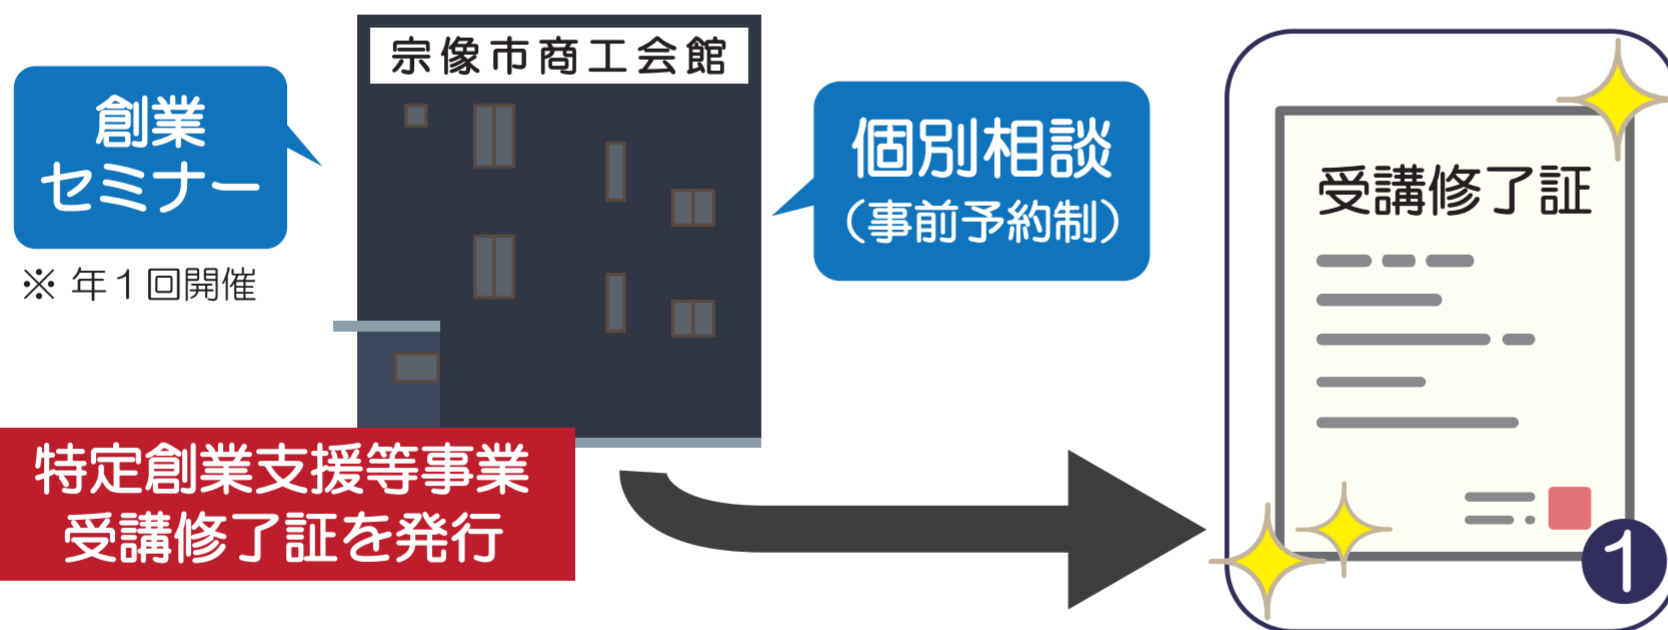 宗像市商工会館
創業
セミナー
※ 年1回開催
個別相談
（事前予約制）
特定創業支援等事業
受講修了証を発行
受講修了証
1